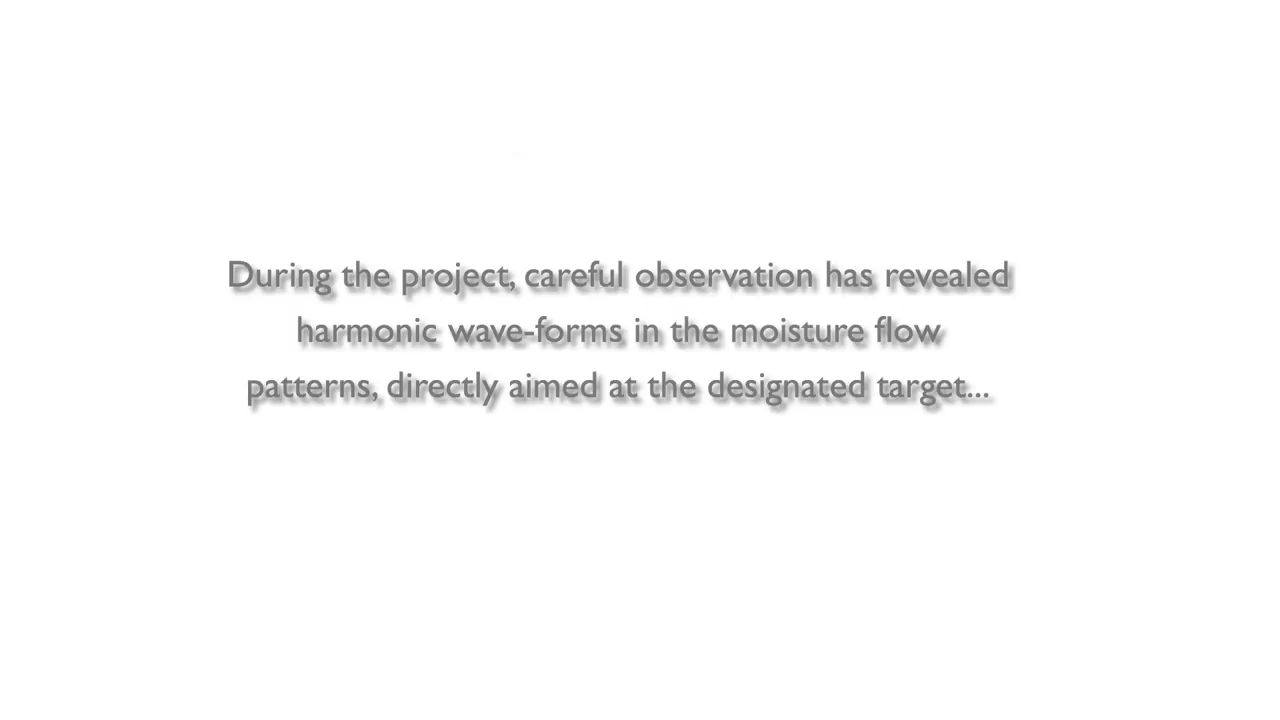 During the project, careful observation has revealed
harmonic wave-forms in the moisture flow
patterns, directly aimed at the designated target...